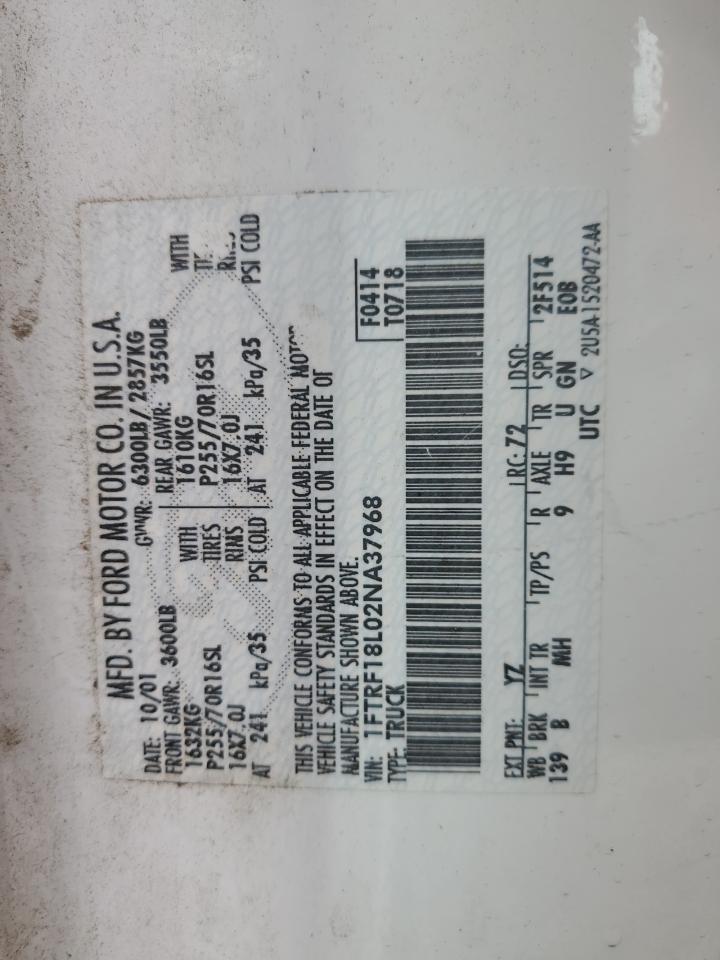 MFD. BY FORD MOTOR CO. IN U.S.A.
DATE: 10/01 GVWR: 6300LB/ 2857KG
FRONT GAWR: 3600LB REAR GAWR: 3550LB
1632KG WITH 1610KG WITH
P255/70R16SL TIRES P255/70R16SL
16X7.0J RIMS 16X7.0J
AT 241 kPa/35 PSI COLD AT 241 kPa/35 PSI COLD
THIS VEHICLE CONFORMS TO ALL APPLICABLE FEDERAL MOTOR
VEHICLE SAFETY STANDARDS IN EFFECT ON THE DATE OF
MANUFACTURE SHOWN ABOVE.
VIN: 1FTRF18L02NA37968 F0414
TYPE: TRUCK T0718
EXT PNT: YZ RC: 72 DSO:
WB BRK INT TR TP/PS R AXLE TR SPR 2F514
139 B MH 9 H9 U GN EOB
UTC ▽ 2U5A-1520472-AA